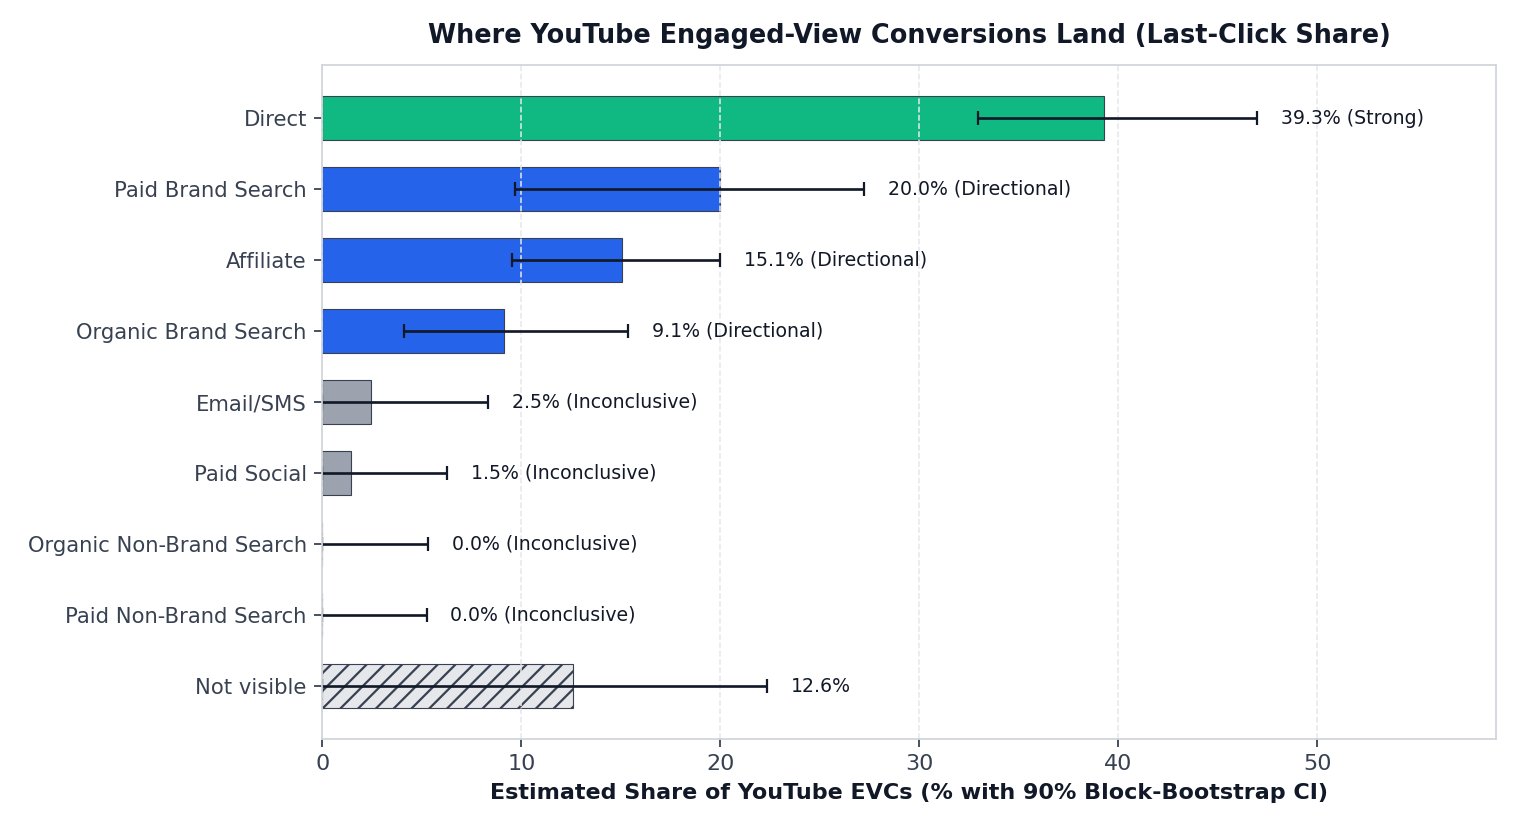 Where YouTube Engaged-View Conversions Land (Last-Click Share)
Direct
39.3% (Strong)
Paid Brand Search
20.0% (Directional)
Affiliate
15.1% (Directional)
Organic Brand Search
9.1% (Directional)
Email/SMS
2.5% (Inconclusive)
Paid Social
1.5% (Inconclusive)
Organic Non-Brand Search
0.0% (Inconclusive)
Paid Non-Brand Search
0.0% (Inconclusive)
Not visible
12.6%
0 10 20 30 40 50
Estimated Share of YouTube EVCs (% with 90% Block-Bootstrap CI)